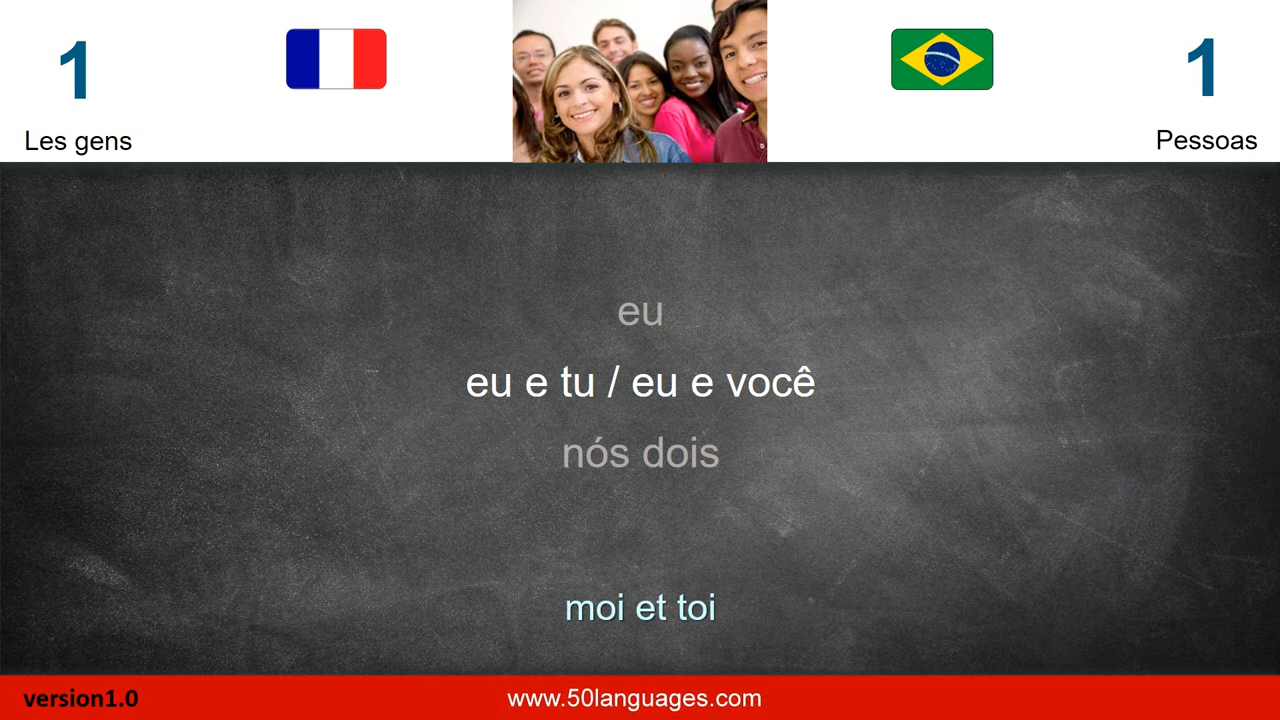 1
1
Les gens
Pessoas
eu
eu e tu / eu e você
nós dois
moi et toi
version1.0
www.50languages.com